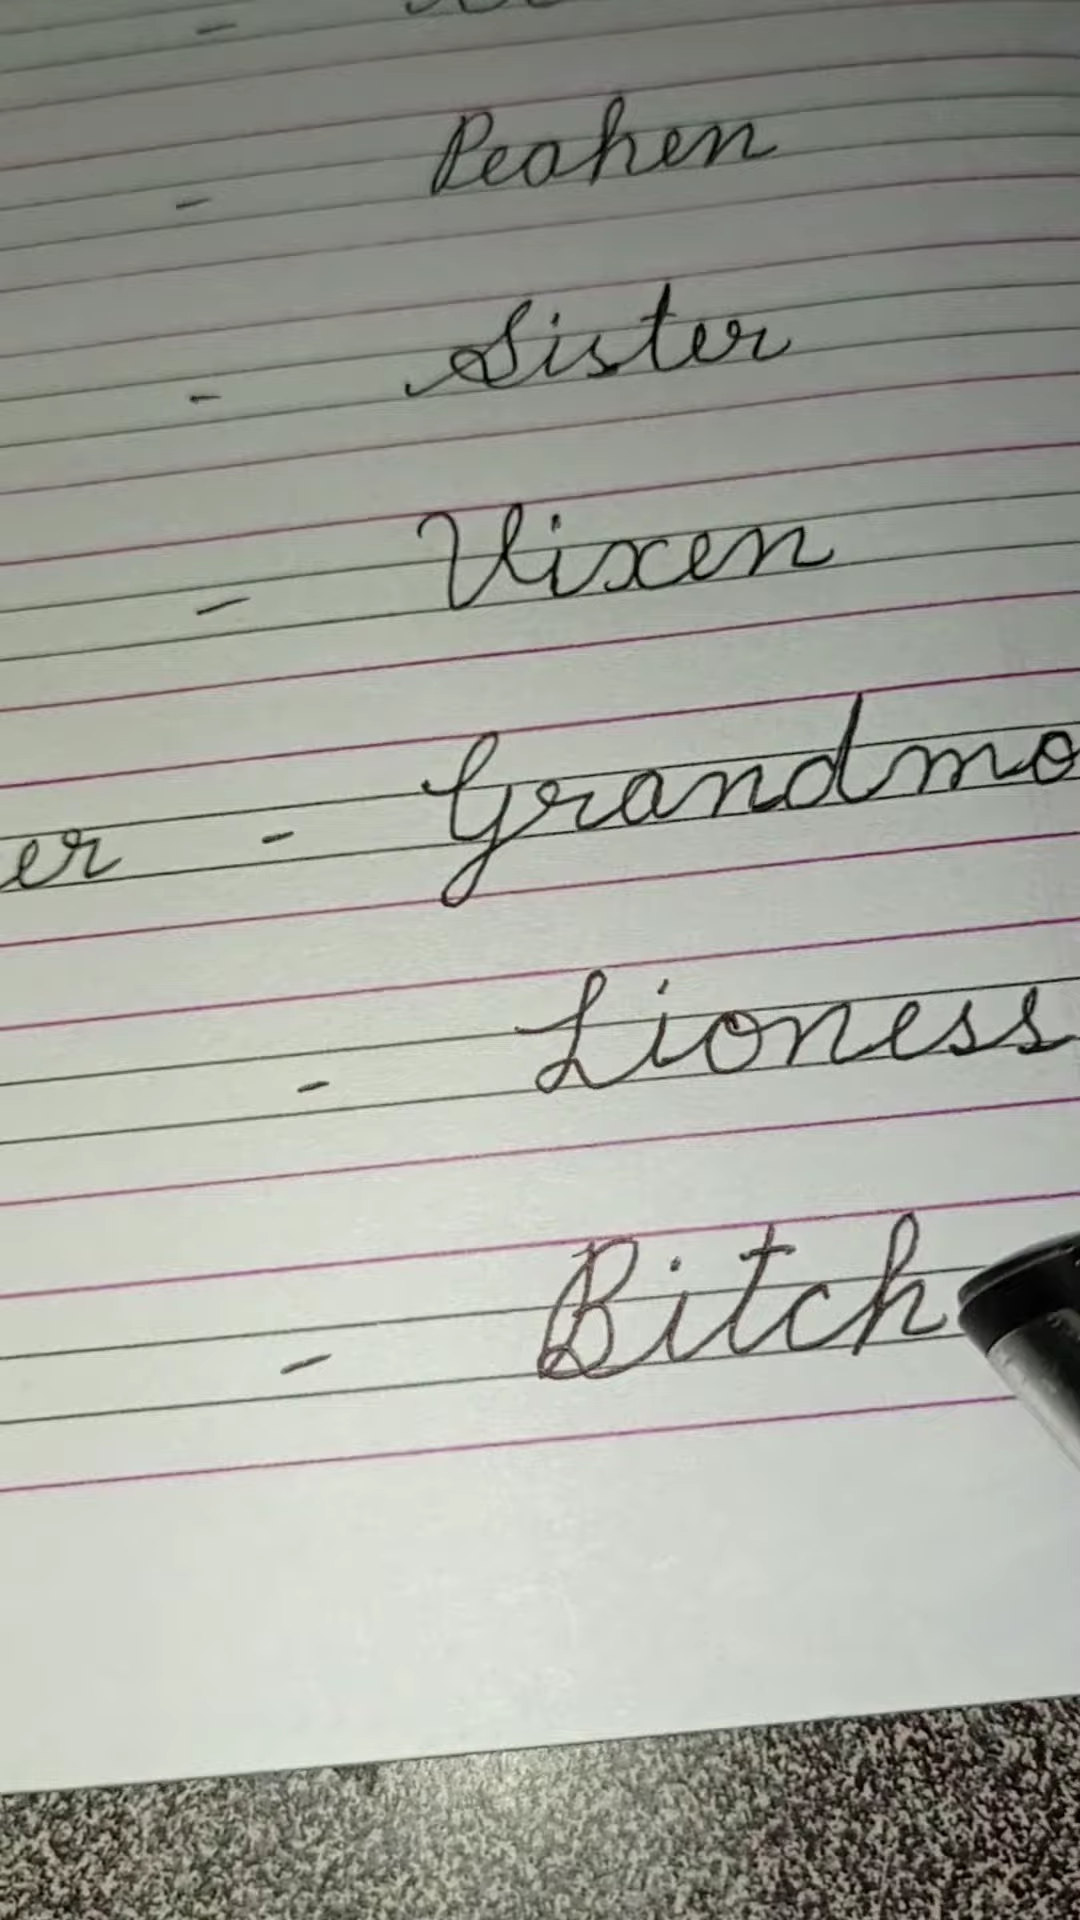 - Peahen
- Sister
- Vixen
er - Grandmo
- Lioness
- Bitch